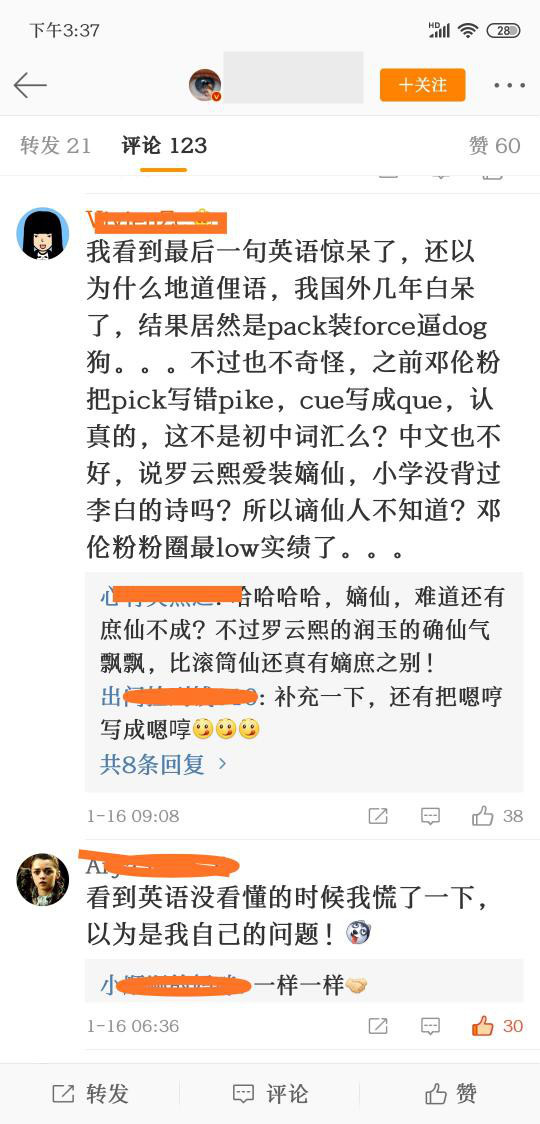 下午3:37
HD
28
+关注
转发 21
评论 123
赞 60
我看到最后一句英语惊呆了，还以
为什么地道俚语，我国外几年白呆
了，结果居然是pack装force逼dog
狗。。。不过也不奇怪，之前邓伦粉
把pick写错pike，cue写成que，认
真的，这不是初中词汇么？中文也不
好，说罗云熙爱装嫡仙，小学没背过
李白的诗吗？所以谪仙人不知道？邓
伦粉粉圈最low实绩了。。。
哈哈哈哈，嫡仙，难道还有
庶仙不成？不过罗云熙的润玉的确仙气
飘飘，比滚筒仙还真有嫡庶之别！
补充一下，还有把嗯哼
写成嗯啍
共8条回复
1-16 09:08
38
看到英语没看懂的时候我慌了一下，
以为是我自己的问题！
一样一样
1-16 06:36
30
转发
评论
赞